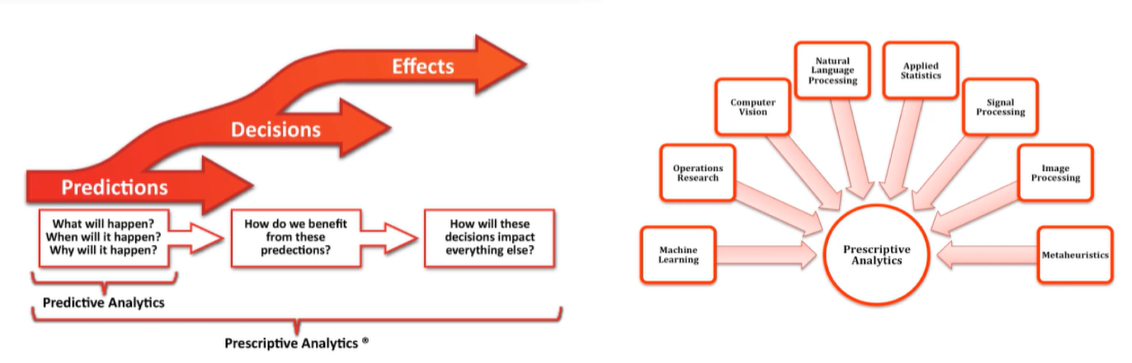 Effects
Decisions
Predictions
What will happen?
When will it happen?
Why will it happen?
How do we benefit
from these
predections?
How will these
decisions impact
everything else?
Predictive Analytics
Prescriptive Analytics ®
Natural
Language
Processing
Applied
Statistics
Computer
Vision
Signal
Processing
Operations
Research
Image
Processing
Machine
Learning
Prescriptive
Analytics
Metaheuristics